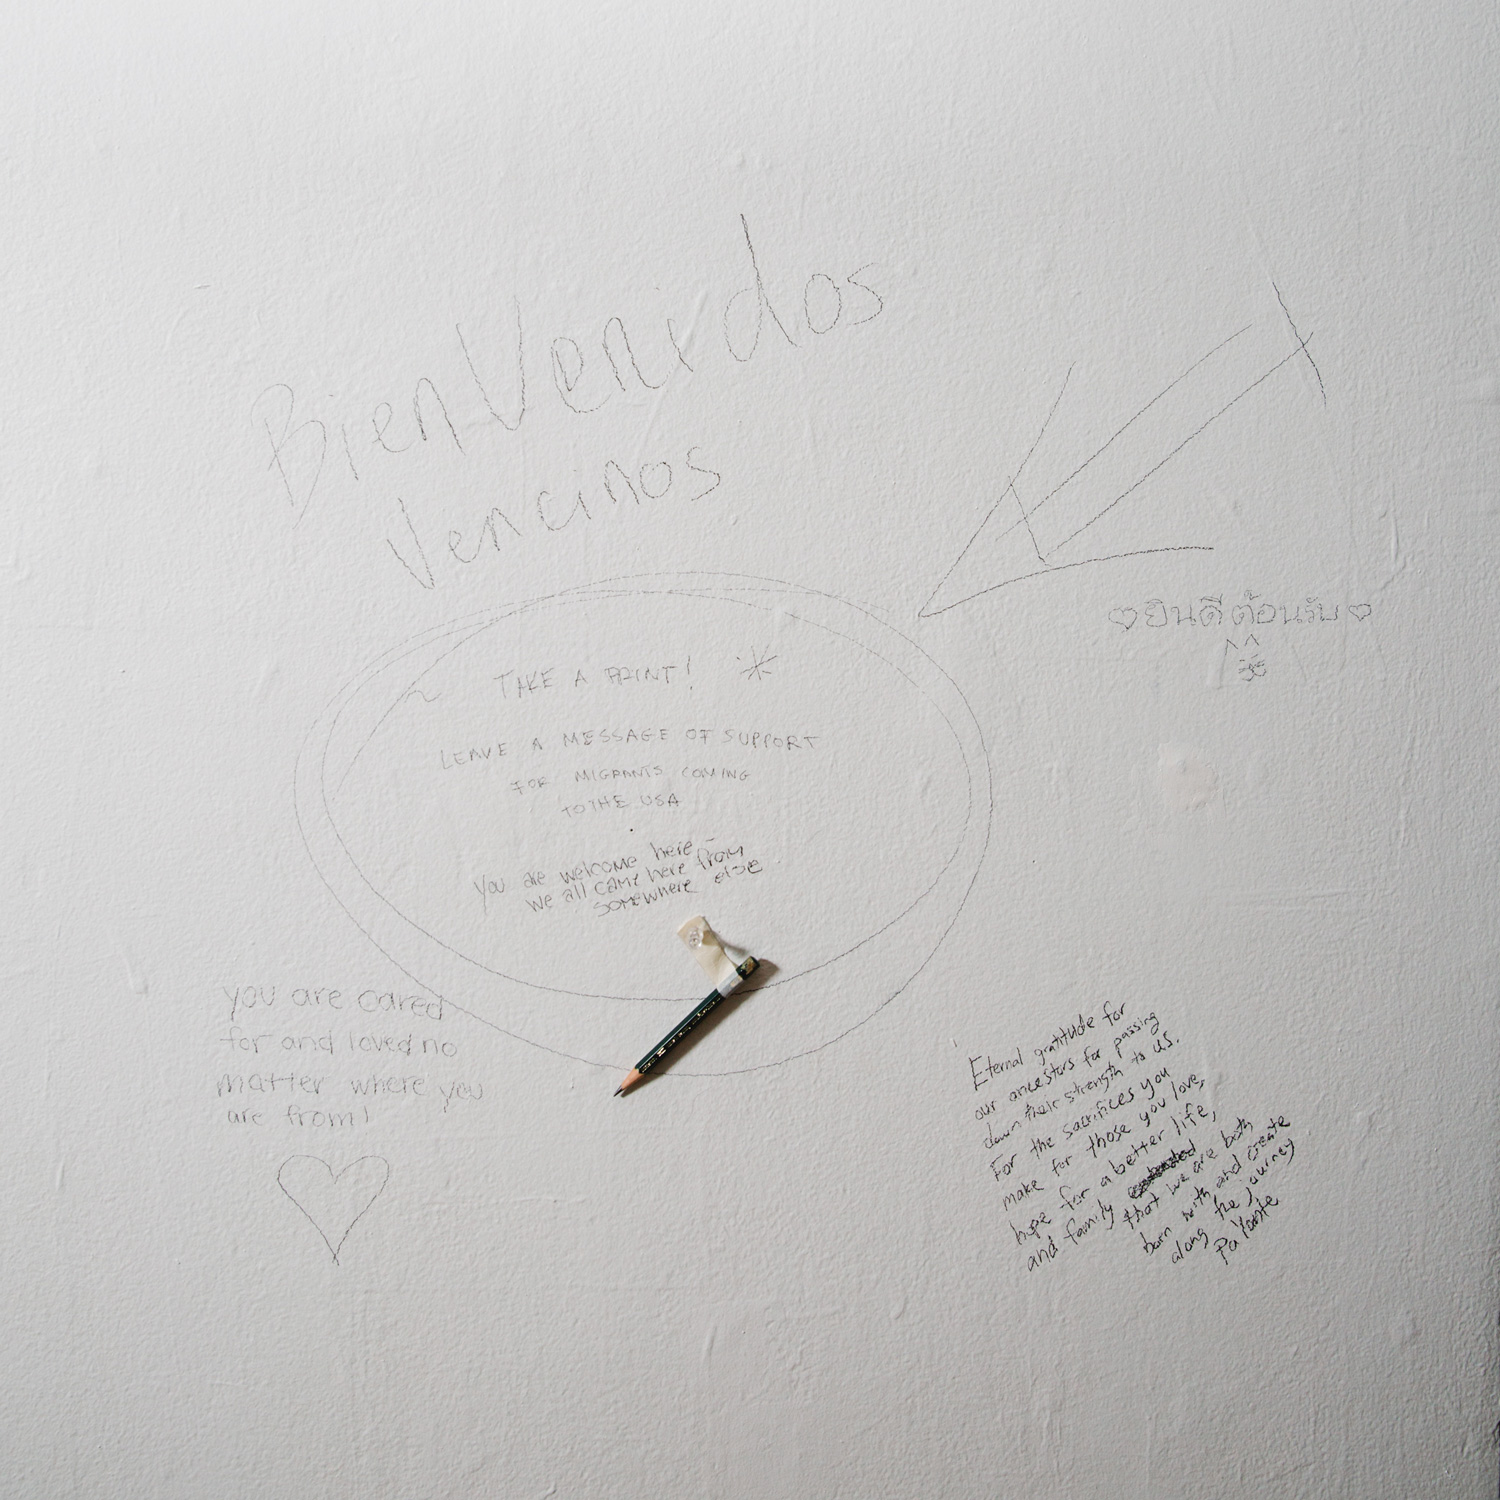 BienVenidos
Vencinos
♡ยินดีต้อนรับ♡
TAKE A PRINT! *
LEAVE A MESSAGE OF SUPPORT
FOR MIGRANTS COMING
TO THE USA
you are welcome here –
we all came here from
somewhere else
you are cared
for and loved no
matter where you
are from!
Eternal gratitude for
our ancestors for passing
down their strength to us.
For the sacrifices you
make for those you love,
hope for a better life,
and family that we are both
born with and create
along the journey